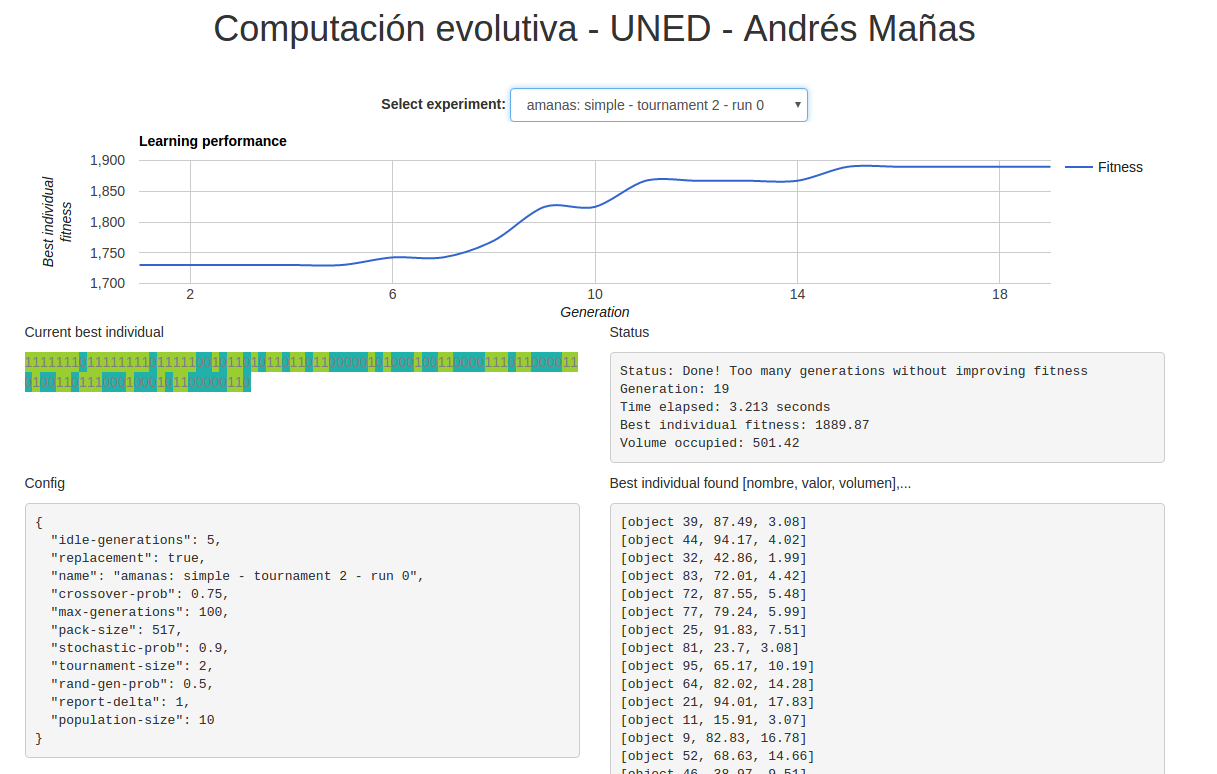 Computación evolutiva - UNED - Andrés Mañas
Select experiment: amanas: simple - tournament 2 - run 0
Learning performance
Best individual
fitness
1,900
1,850
1,800
1,750
1,700
2 6 10 14 18
Generation
Fitness
Current best individual
Status
Status: Done! Too many generations without improving fitness
Generation: 19
Time elapsed: 3.213 seconds
Best individual fitness: 1889.87
Volume occupied: 501.42
Config
{
"idle-generations": 5,
"replacement": true,
"name": "amanas: simple - tournament 2 - run 0",
"crossover-prob": 0.75,
"max-generations": 100,
"pack-size": 517,
"stochastic-prob": 0.9,
"tournament-size": 2,
"rand-gen-prob": 0.5,
"report-delta": 1,
"population-size": 10
}
Best individual found [nombre, valor, volumen],...
[object 39, 87.49, 3.08]
[object 44, 94.17, 4.02]
[object 32, 42.86, 1.99]
[object 83, 72.01, 4.42]
[object 72, 87.55, 5.48]
[object 77, 79.24, 5.99]
[object 25, 91.83, 7.51]
[object 81, 23.7, 3.08]
[object 95, 65.17, 10.19]
[object 64, 82.02, 14.28]
[object 21, 94.01, 17.83]
[object 11, 15.91, 3.07]
[object 9, 82.83, 16.78]
[object 52, 68.63, 14.66]
[object 46, 38.97, 9.51]